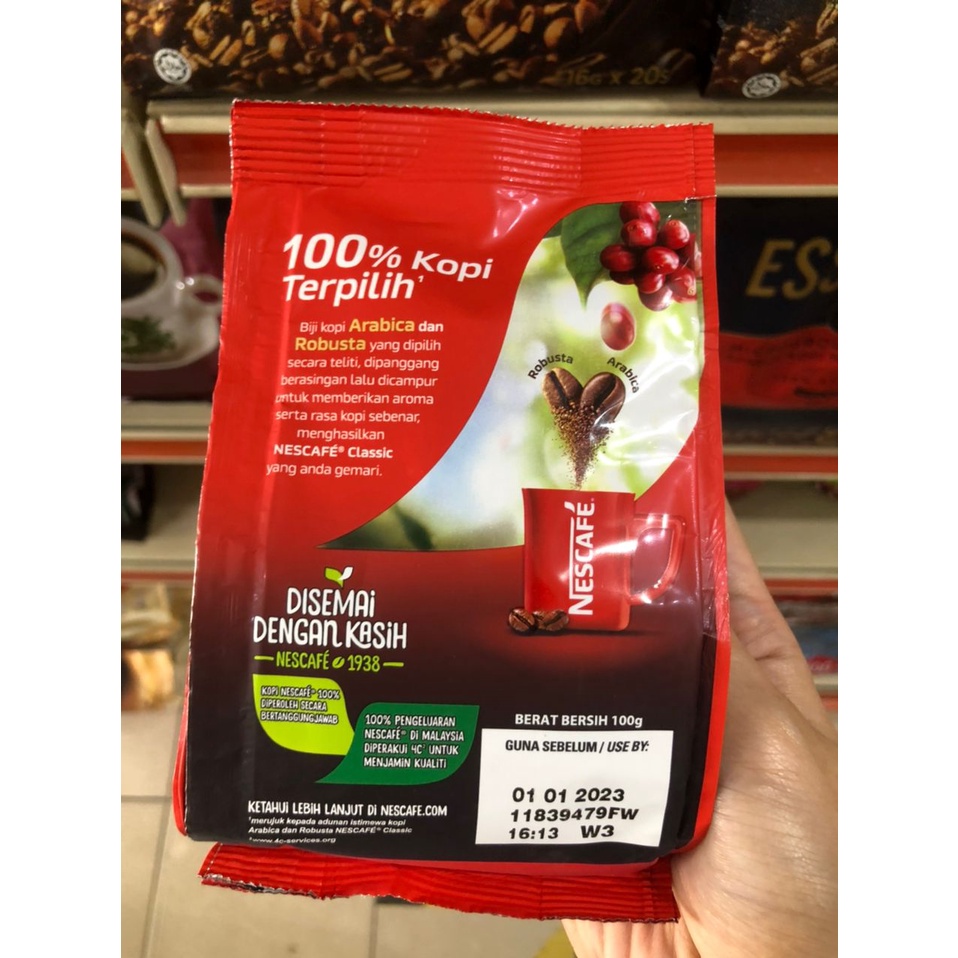 16G x 20s
ESS
100% Kopi
Terpilih¹
Biji kopi Arabica dan
Robusta yang dipilih
secara teliti, dipanggang
berasingan lalu dicampur
untuk memberikan aroma
serta rasa kopi sebenar,
menghasilkan
NESCAFÉ® Classic
yang anda gemari.
Robusta
Arabica
NESCAFÉ®
DISEMAI
DENGAN KASIH
NESCAFÉ 1938
KOPI NESCAFÉ® 100%
DIPEROLEH SECARA
BERTANGGUNGJAWAB
100% PENGELUARAN
NESCAFÉ® DI MALAYSIA
DIPERAKUI 4C† UNTUK
MENJAMIN KUALITI
BERAT BERSIH 100g
GUNA SEBELUM / USE BY:
01 01 2023
11839479FW
16:13 W3
KETAHUI LEBIH LANJUT DI NESCAFE.COM
¹merujuk kepada adunan istimewa kopi
Arabica dan Robusta NESCAFÉ® Classic
†www.4c-services.org